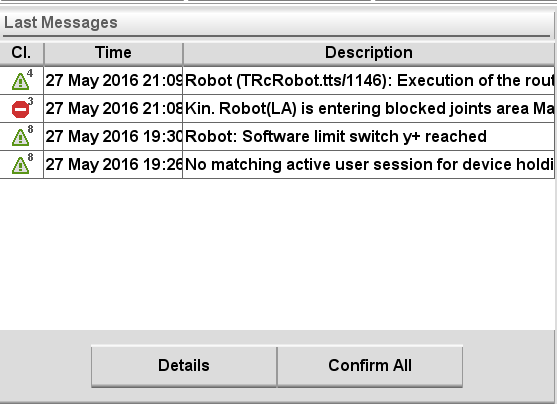 Last Messages
Cl. Time Description
4 27 May 2016 21:09 Robot (TRcRobot.tts/1146): Execution of the rout
3 27 May 2016 21:08 Kin. Robot(LA) is entering blocked joints area Ma
8 27 May 2016 19:30 Robot: Software limit switch y+ reached
8 27 May 2016 19:26 No matching active user session for device holdi
Details Confirm All